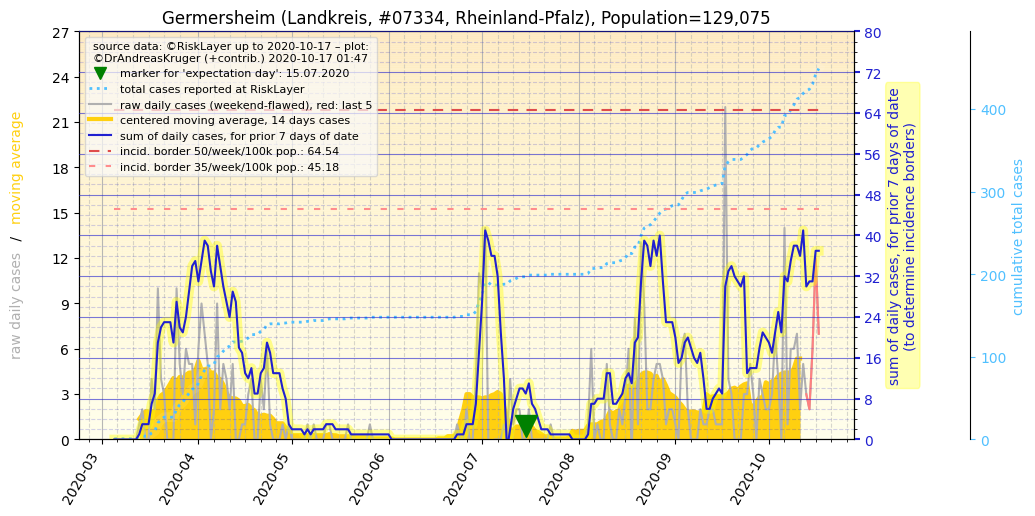 Germersheim (Landkreis, #07334, Rheinland-Pfalz), Population=129,075
source data: ©RiskLayer up to 2020-10-17 – plot:
©DrAndreasKruger (+contrib.) 2020-10-17 01:47
marker for 'expectation day': 15.07.2020
total cases reported at RiskLayer
raw daily cases (weekend-flawed), red: last 5
centered moving average, 14 days cases
sum of daily cases, for prior 7 days of date
incid. border 50/week/100k pop.: 64.54
incid. border 35/week/100k pop.: 45.18
raw daily cases / moving average
27
24
21
18
15
12
9
6
3
0
80
72
64
56
48
40
32
24
16
8
0
sum of daily cases, for prior 7 days of date
(to determine incidence borders)
400
300
200
100
0
cumulative total cases
2020-03
2020-04
2020-05
2020-06
2020-07
2020-08
2020-09
2020-10